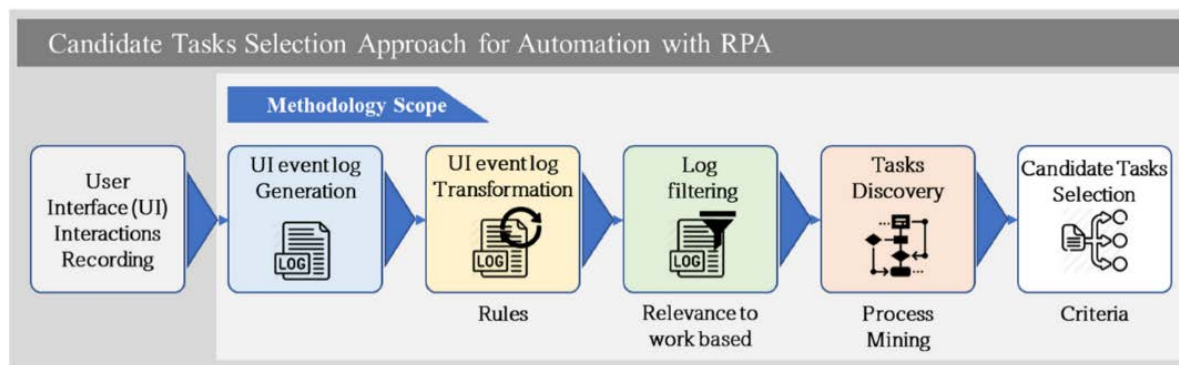 Candidate Tasks Selection Approach for Automation with RPA
Methodology Scope
User
Interface (UI)
Interactions
Recording
UI event log
Generation
LOG
UI event log
Transformation
LOG
Rules
Log
filtering
LOG
Relevance to
work based
Tasks
Discovery
Process
Mining
Candidate Tasks
Selection
Criteria